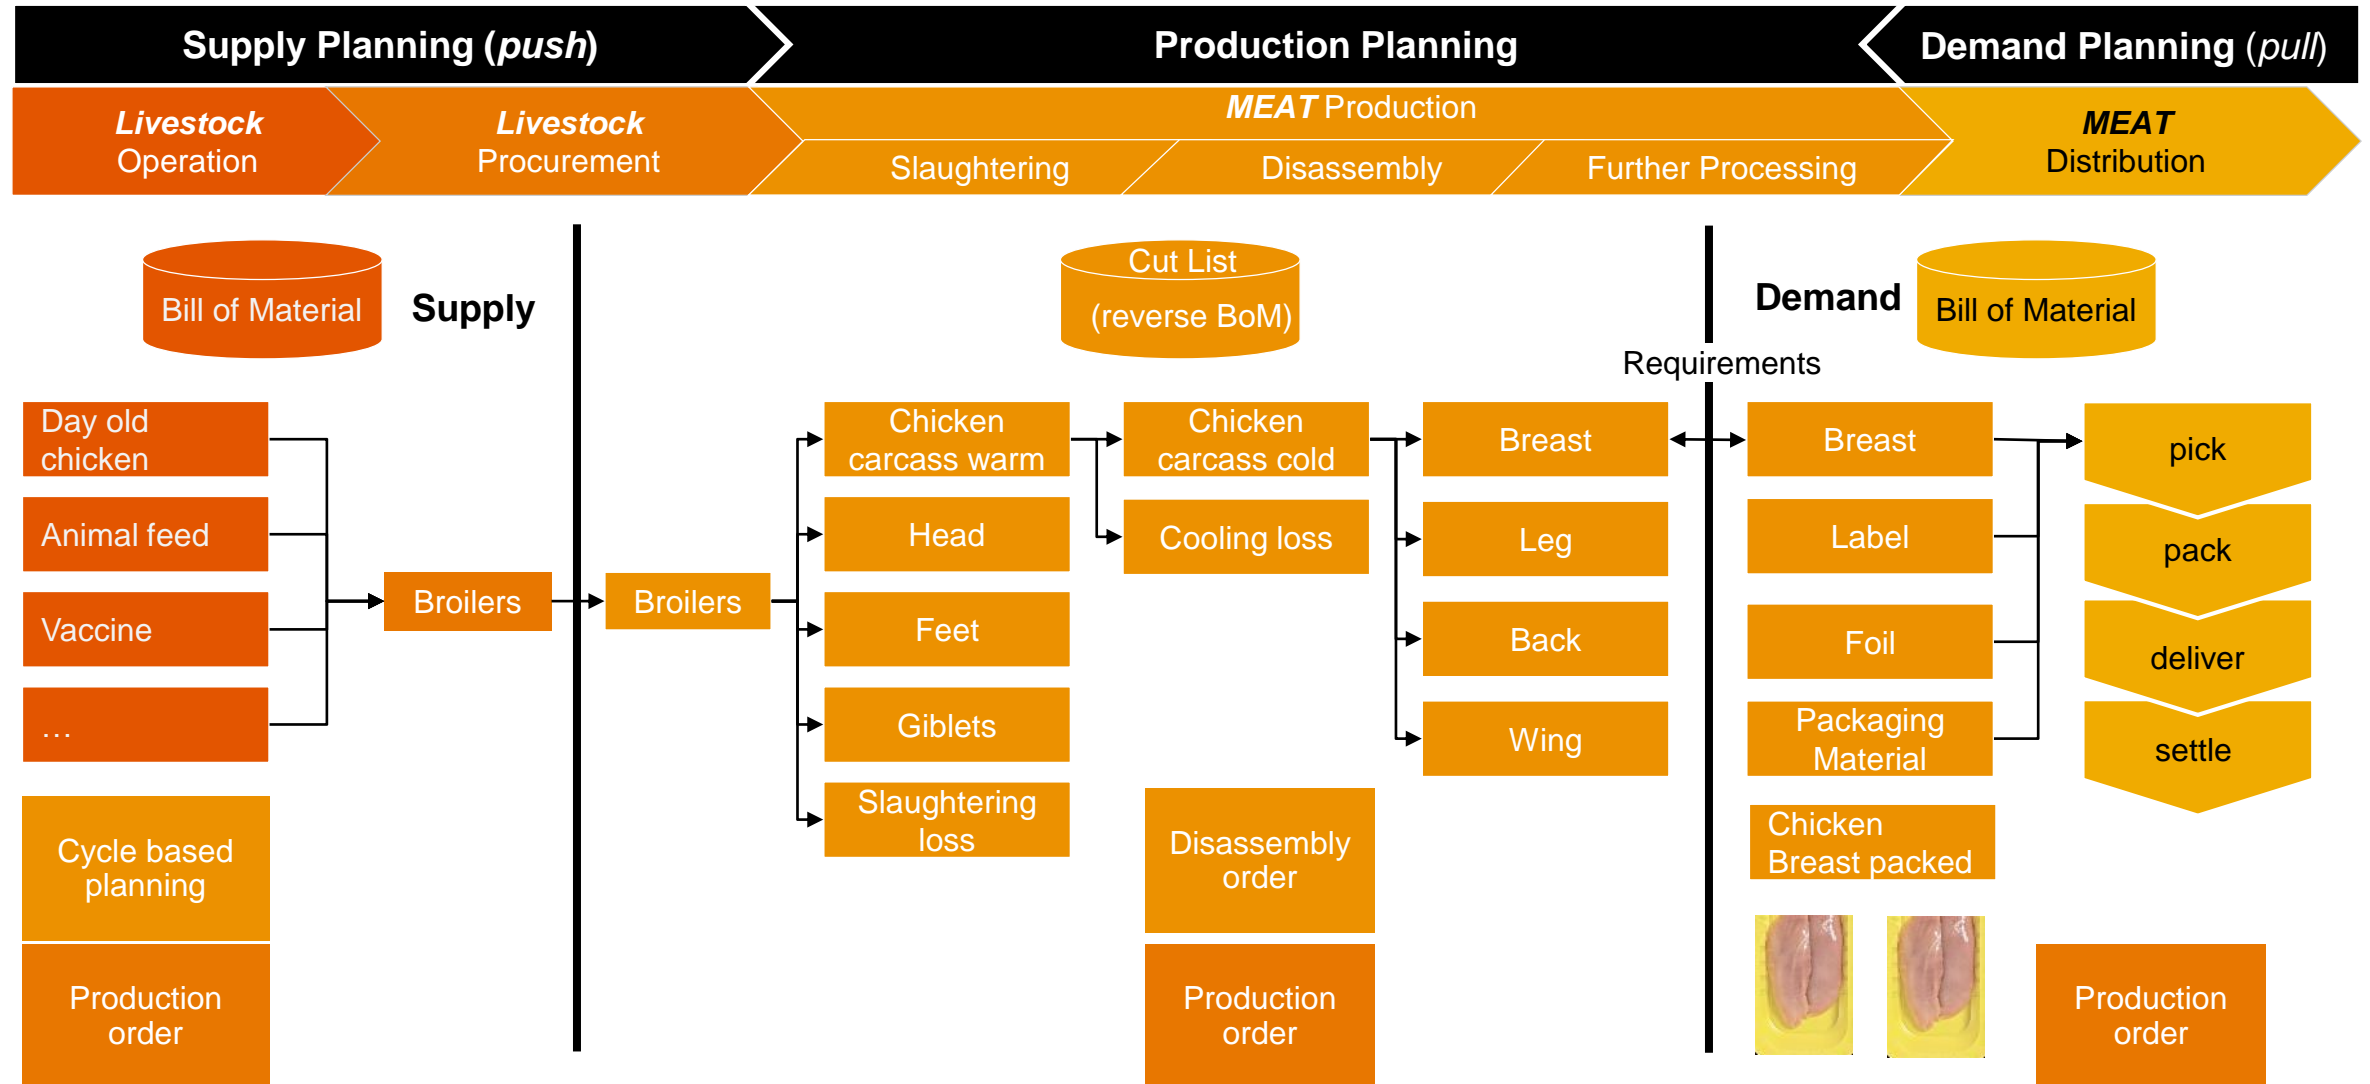 Supply Planning (push)
Production Planning
Demand Planning (pull)
Livestock
Operation
Livestock
Procurement
MEAT Production
Slaughtering
Disassembly
Further Processing
MEAT
Distribution
Bill of Material
Supply
Cut List
(reverse BoM)
Demand
Bill of Material
Requirements
Day old
chicken
Animal feed
Vaccine
...
Broilers
Broilers
Chicken
carcass warm
Head
Feet
Giblets
Slaughtering
loss
Chicken
carcass cold
Cooling loss
Breast
Leg
Back
Wing
Breast
Label
Foil
Packaging
Material
Chicken
Breast packed
pick
pack
deliver
settle
Cycle based
planning
Production
order
Disassembly
order
Production
order
Production
order